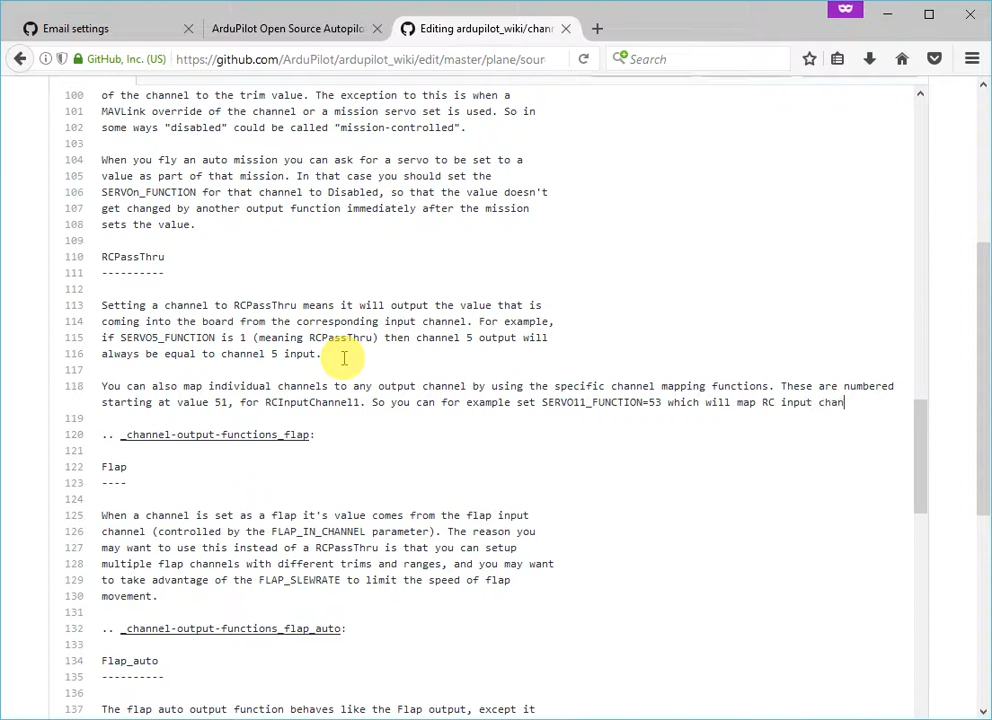 Email settings
ArduPilot Open Source Autopilo
Editing ardupilot_wiki/chann
GitHub, Inc. (US)
https://github.com/ArduPilot/ardupilot_wiki/edit/master/plane/sour
Search
100 of the channel to the trim value. The exception to this is when a
101 MAVLink override of the channel or a mission servo set is used. So in
102 some ways "disabled" could be called "mission-controlled".
103
104 When you fly an auto mission you can ask for a servo to be set to a
105 value as part of that mission. In that case you should set the
106 SERVOn_FUNCTION for that channel to Disabled, so that the value doesn't
107 get changed by another output function immediately after the mission
108 sets the value.
109
110 RCPassThru
111 ----------
112
113 Setting a channel to RCPassThru means it will output the value that is
114 coming into the board from the corresponding input channel. For example,
115 if SERVO5_FUNCTION is 1 (meaning RCPassThru) then channel 5 output will
116 always be equal to channel 5 input.
117
118 You can also map individual channels to any output channel by using the specific channel mapping functions. These are numbered
starting at value 51, for RCInputChannel1. So you can for example set SERVO11_FUNCTION=53 which will map RC input chan
119
120 .. _channel-output-functions_flap:
121
122 Flap
123 ----
124
125 When a channel is set as a flap it's value comes from the flap input
126 channel (controlled by the FLAP_IN_CHANNEL parameter). The reason you
127 may want to use this instead of a RCPassThru is that you can setup
128 multiple flap channels with different trims and ranges, and you may want
129 to take advantage of the FLAP_SLEWRATE to limit the speed of flap
130 movement.
131
132 .. _channel-output-functions_flap_auto:
133
134 Flap_auto
135 ----------
136
137 The flap auto output function behaves like the Flap output, except it